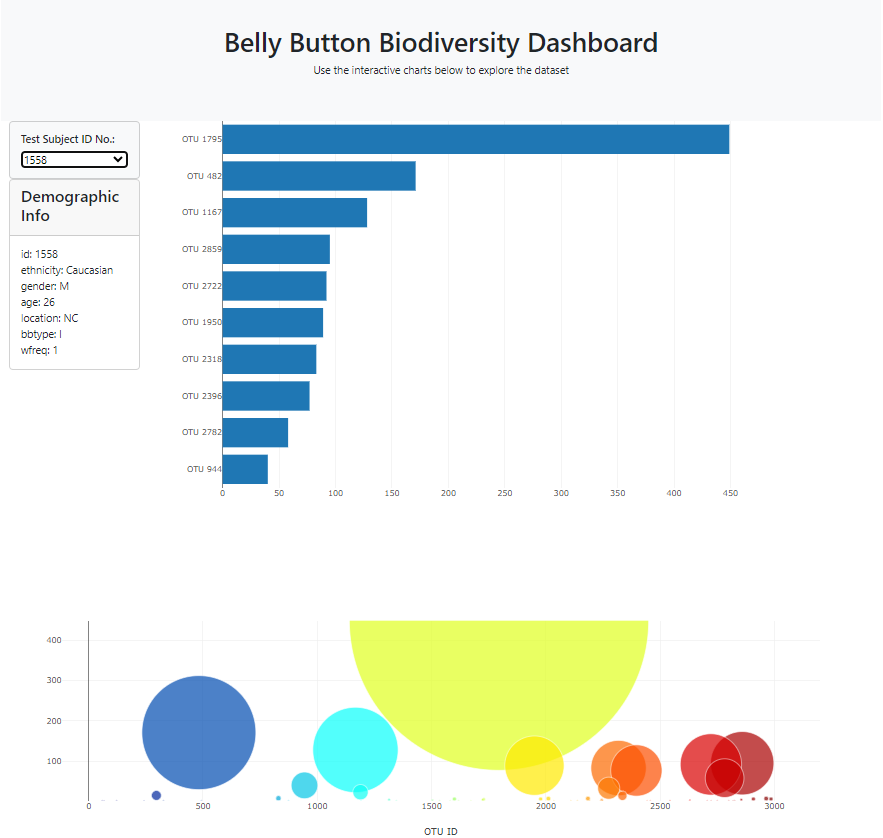 Belly Button Biodiversity Dashboard
Use the interactive charts below to explore the dataset
Test Subject ID No.:
1558
Demographic
Info
id: 1558
ethnicity: Caucasian
gender: M
age: 26
location: NC
bbtype: I
wfreq: 1
OTU 1795
OTU 482
OTU 1167
OTU 2859
OTU 2722
OTU 1950
OTU 2318
OTU 2396
OTU 2782
OTU 944
0 50 100 150 200 250 300 350 400 450
400
300
200
100
0 500 1000 1500 2000 2500 3000
OTU ID